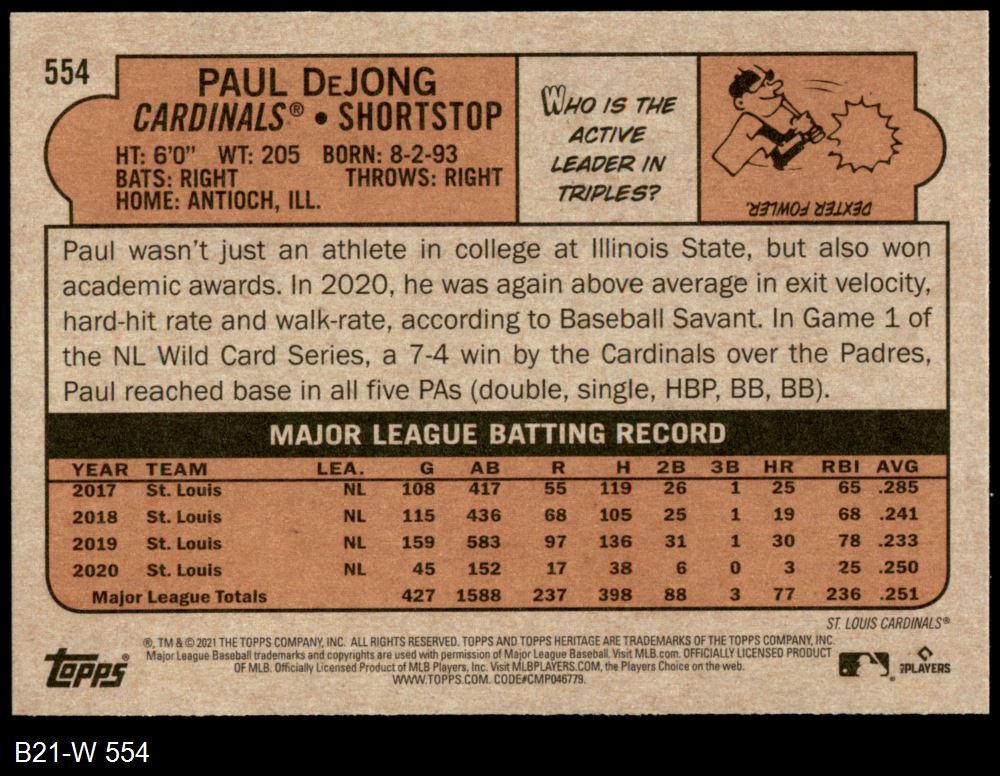 554
PAUL DeJONG
CARDINALS® • SHORTSTOP
HT: 6'0" WT: 205 BORN: 8-2-93
BATS: RIGHT THROWS: RIGHT
HOME: ANTIOCH, ILL.
WHO IS THE
ACTIVE
LEADER IN
TRIPLES?
DEXTER FOWLER.
Paul wasn't just an athlete in college at Illinois State, but also won
academic awards. In 2020, he was again above average in exit velocity,
hard-hit rate and walk-rate, according to Baseball Savant. In Game 1 of
the NL Wild Card Series, a 7-4 win by the Cardinals over the Padres,
Paul reached base in all five PAs (double, single, HBP, BB, BB).
MAJOR LEAGUE BATTING RECORD
YEAR TEAM LEA. G AB R H 2B 3B HR RBI AVG
2017 St. Louis NL 108 417 55 119 26 1 25 65 .285
2018 St. Louis NL 115 436 68 105 25 1 19 68 .241
2019 St. Louis NL 159 583 97 136 31 1 30 78 .233
2020 St. Louis NL 45 152 17 38 6 0 3 25 .250
Major League Totals 427 1588 237 398 88 3 77 236 .251
ST. LOUIS CARDINALS®
®, TM & © 2021 THE TOPPS COMPANY, INC. ALL RIGHTS RESERVED. TOPPS AND TOPPS HERITAGE ARE TRADEMARKS OF THE TOPPS COMPANY, INC.
Major League Baseball trademarks and copyrights are used with permission of Major League Baseball. Visit MLB.com. OFFICIALLY LICENSED PRODUCT
OF MLB. Officially Licensed Product of MLB Players, Inc. Visit MLBPLAYERS.COM, the Players Choice on the web.
WWW.TOPPS.COM. CODE#CMP046779.
Topps®
MLB PLAYERS
B21-W 554